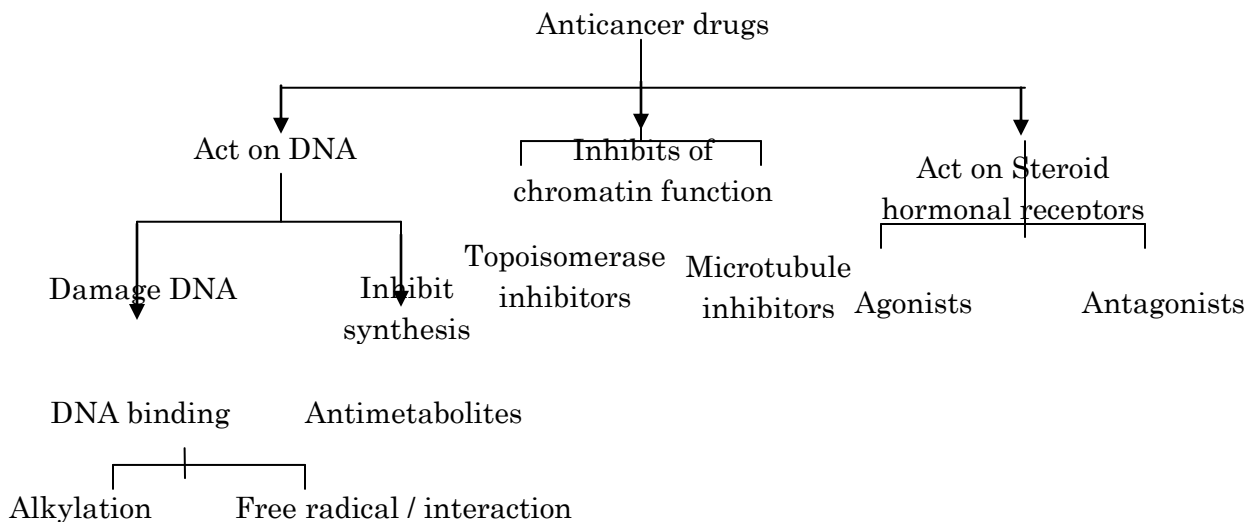 Anticancer drugs
Act on DNA
Inhibits of
chromatin function
Act on Steroid
hormonal receptors
Damage DNA
Inhibit
synthesis
Topoisomerase
inhibitors
Microtubule
inhibitors
Agonists
Antagonists
DNA binding
Antimetabolites
Alkylation
Free radical / interaction